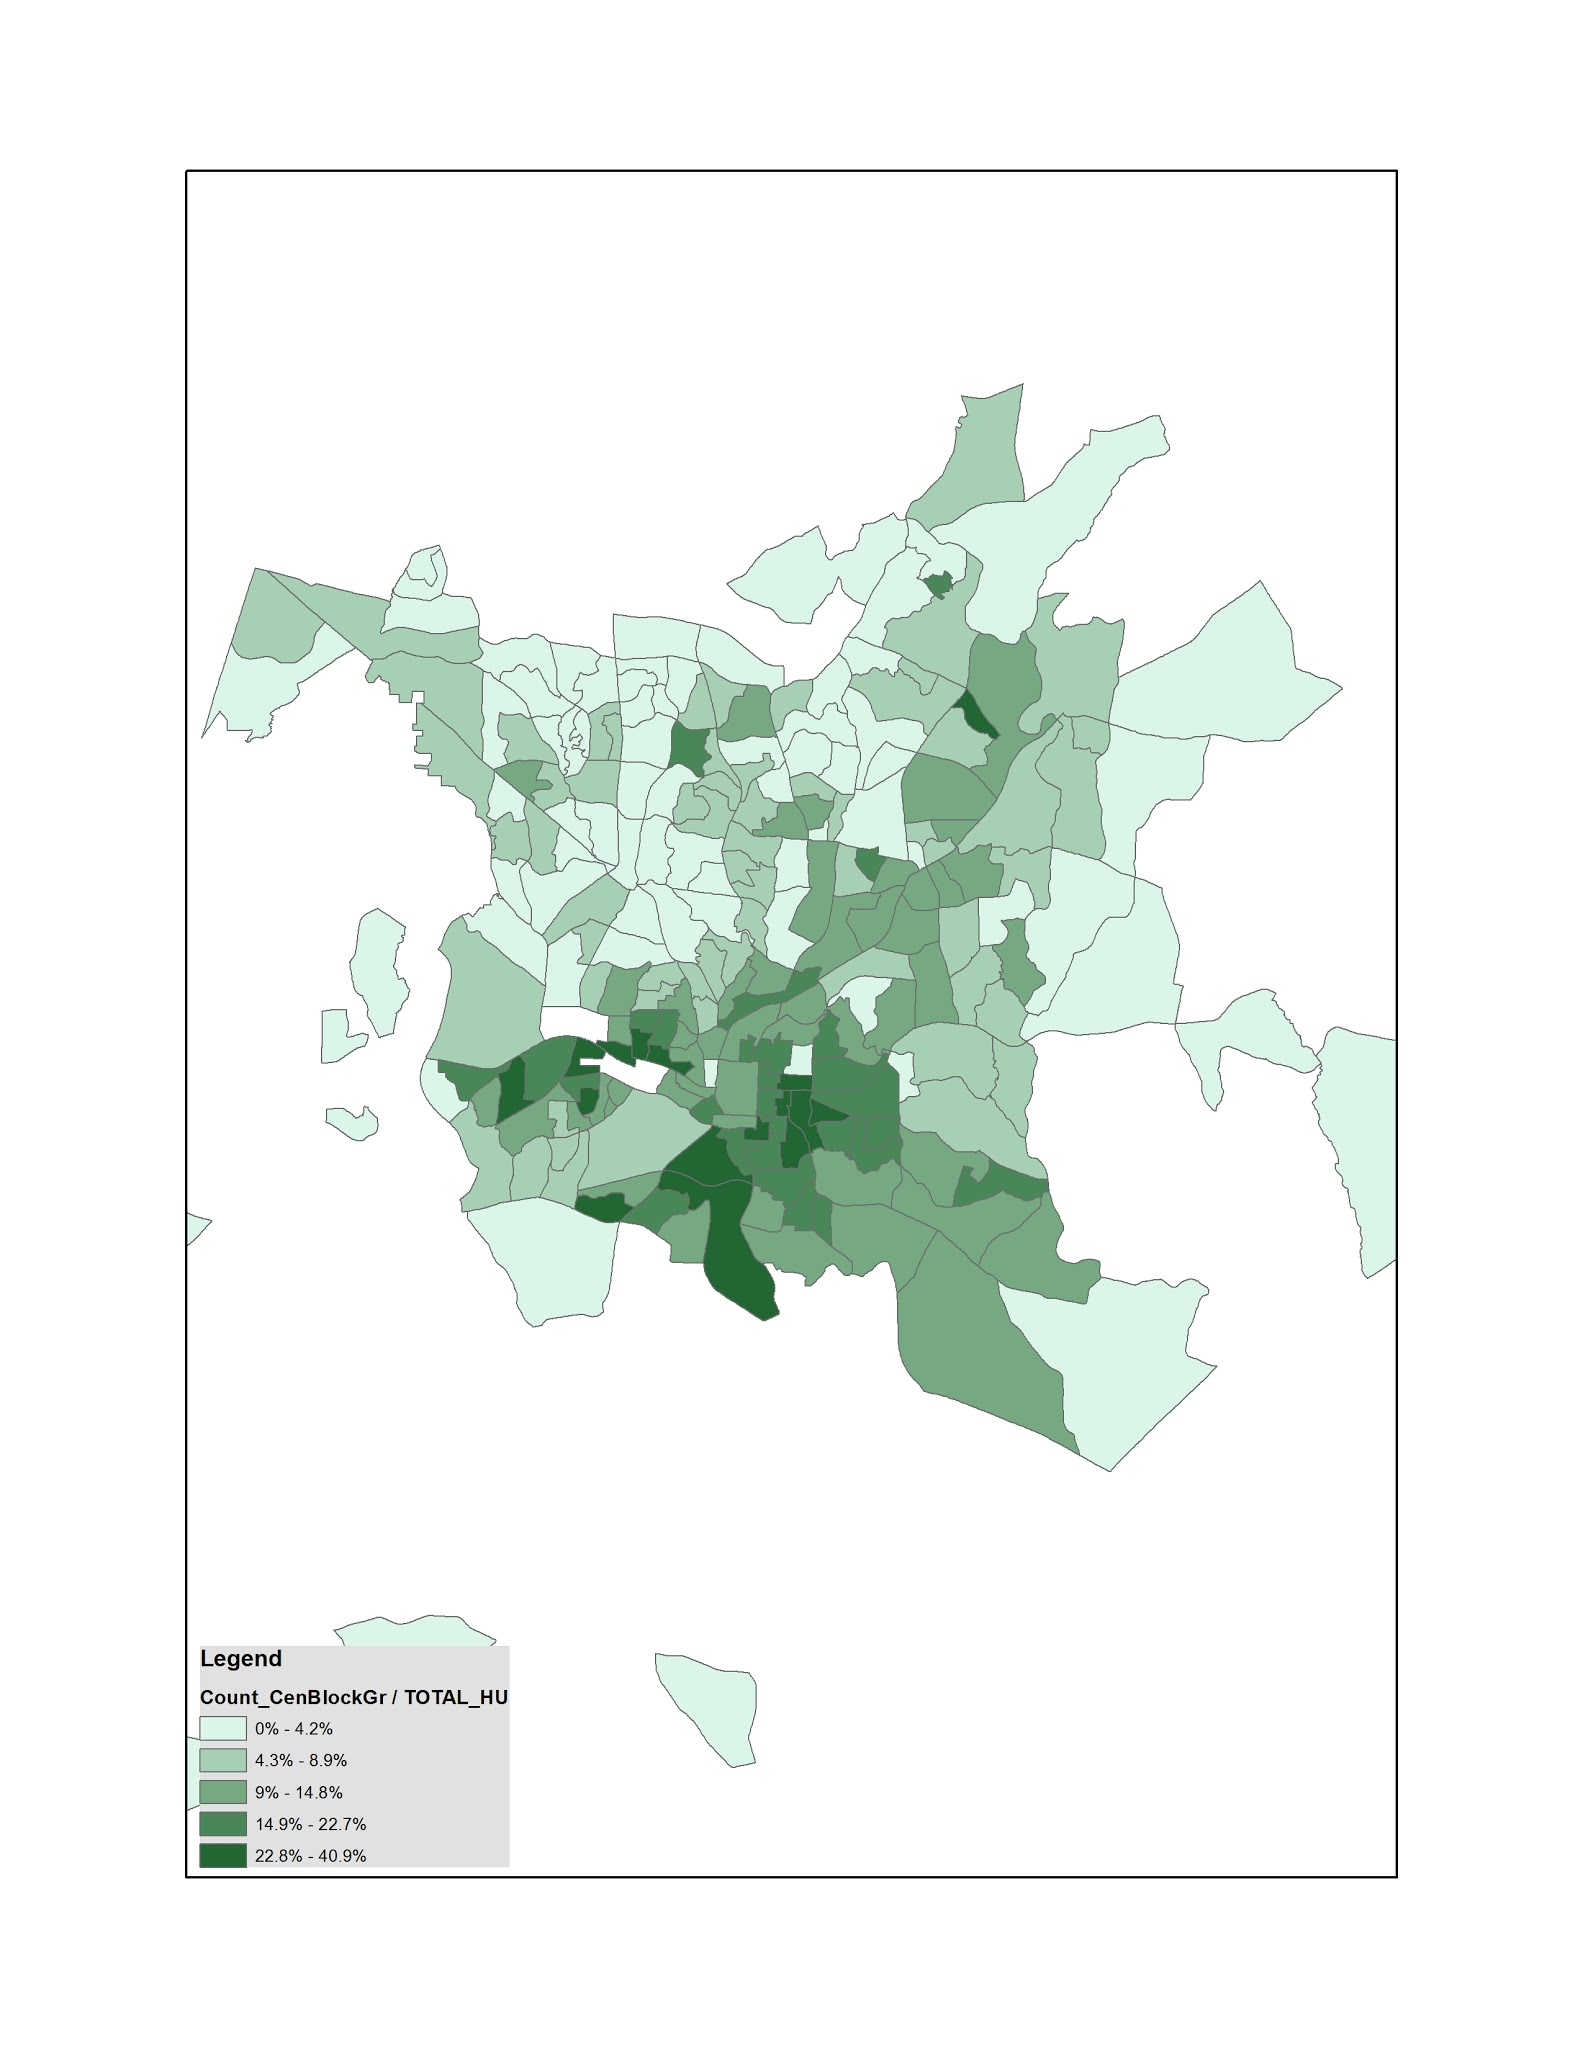 Legend
Count_CenBlockGr / TOTAL_HU
0% - 4.2%
4.3% - 8.9%
9% - 14.8%
14.9% - 22.7%
22.8% - 40.9%